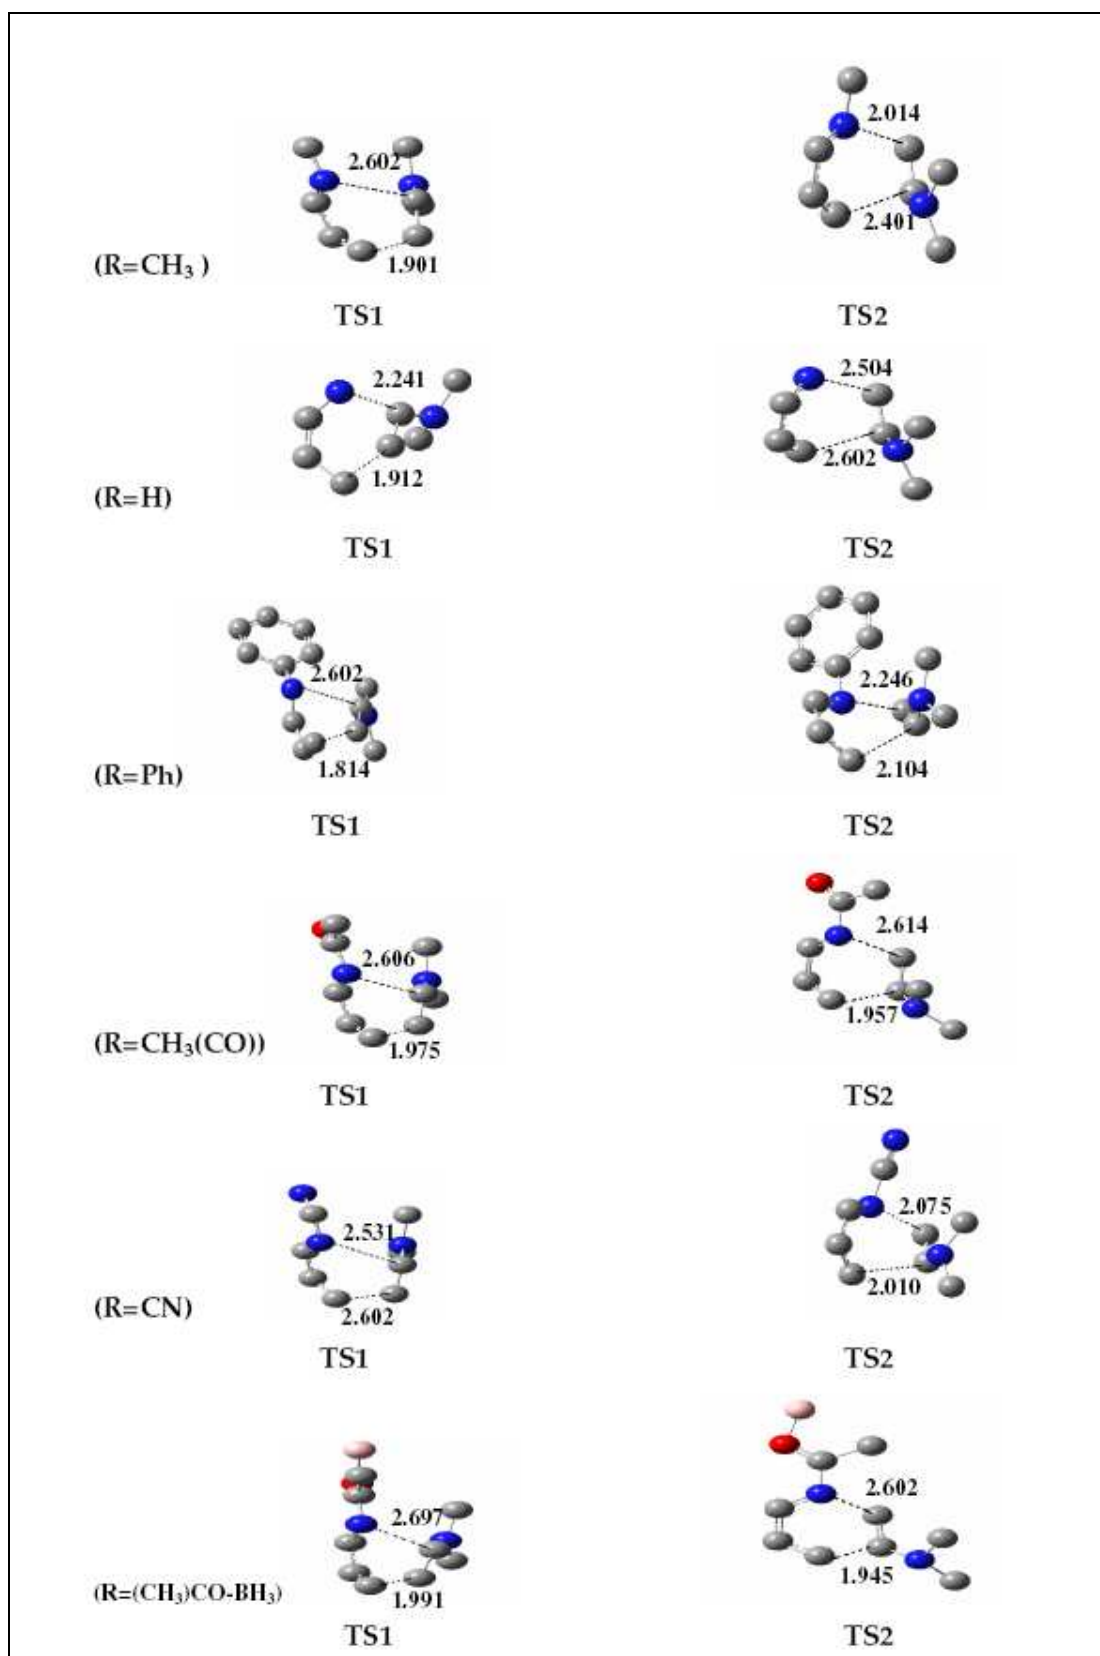 2.602
2.014
1.901
2.401
(R=CH₃ )
TS1 TS2
2.241
2.504
1.912
2.602
(R=H)
TS1 TS2
2.602
2.246
1.814
2.104
(R=Ph)
TS1 TS2
2.606
2.614
1.975
1.957
(R=CH₃(CO))
TS1 TS2
2.531
2.075
2.602
2.010
(R=CN)
TS1 TS2
2.697
2.602
1.991
1.945
(R=(CH₃)CO-BH₃)
TS1 TS2